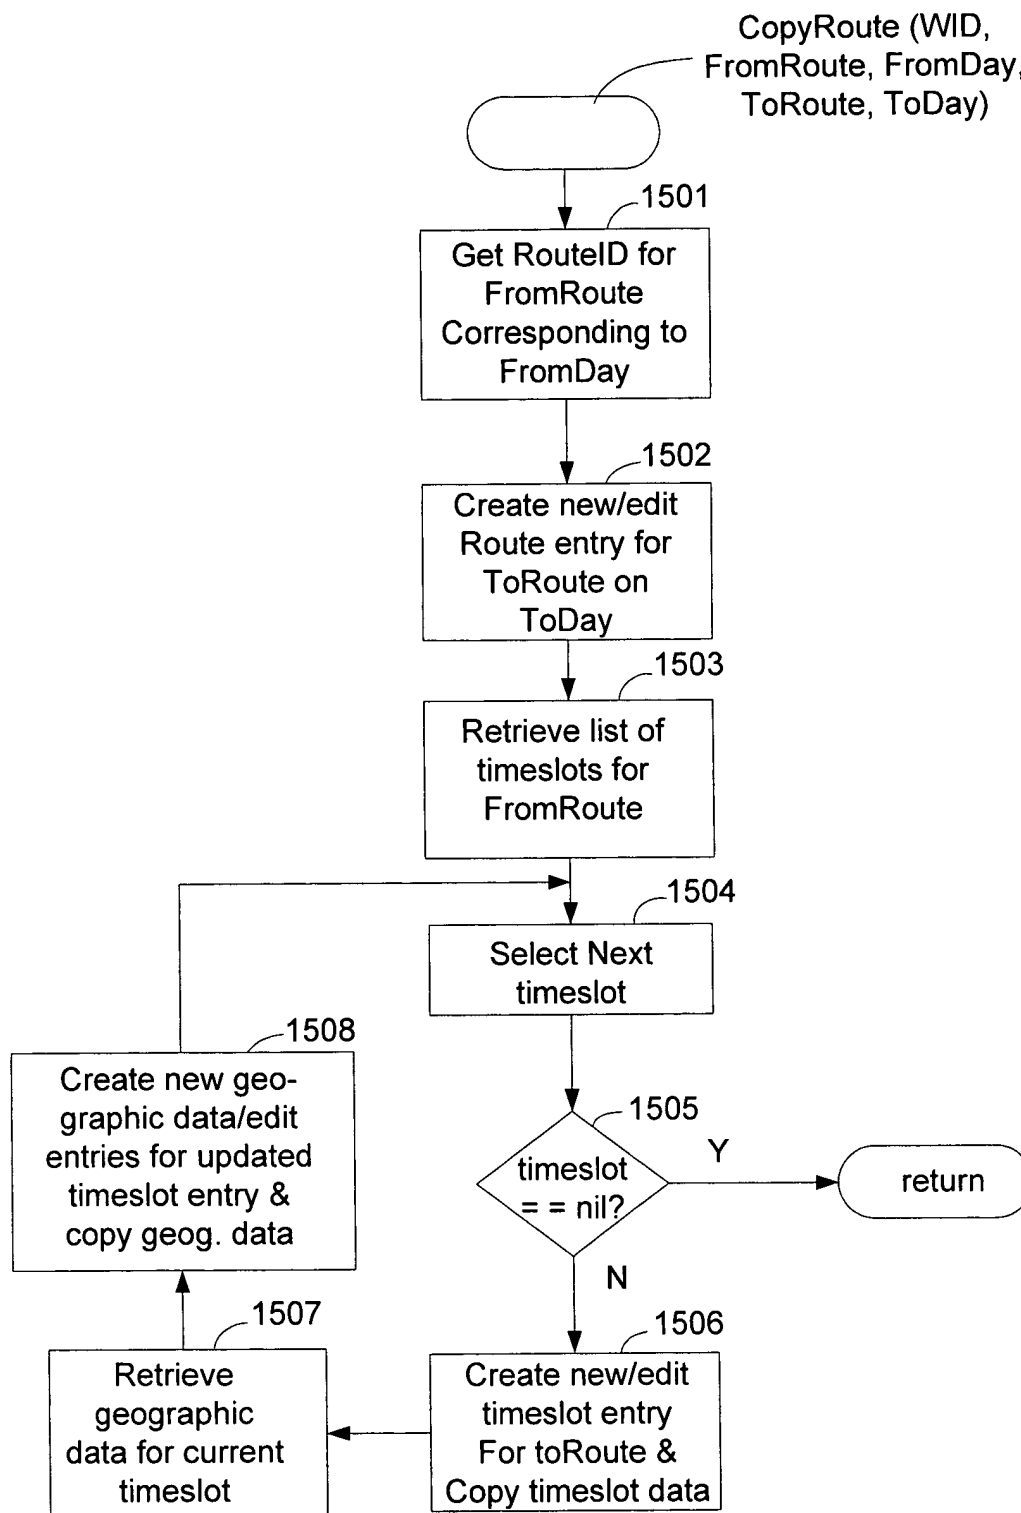 CopyRoute (WID,
FromRoute, FromDay,
ToRoute, ToDay)
1501
Get RouteID for
FromRoute
Corresponding to
FromDay
1502
Create new/edit
Route entry for
ToRoute on
ToDay
1503
Retrieve list of
timeslots for
FromRoute
1504
Select Next
timeslot
1505
timeslot
= = nil?
Y
return
N
1506
Create new/edit
timeslot entry
For toRoute &
Copy timeslot data
1507
Retrieve
geographic
data for current
timeslot
1508
Create new geo-
graphic data/edit
entries for updated
timeslot entry &
copy geog. data